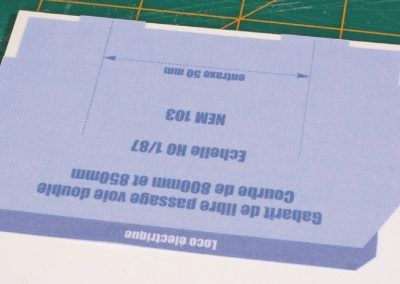 Loco électrique
Gabarit de libre passage voie double
Courbe de 800mm et 850mm
Echelle H0 1/87
NEM 103
entraxe 50 mm